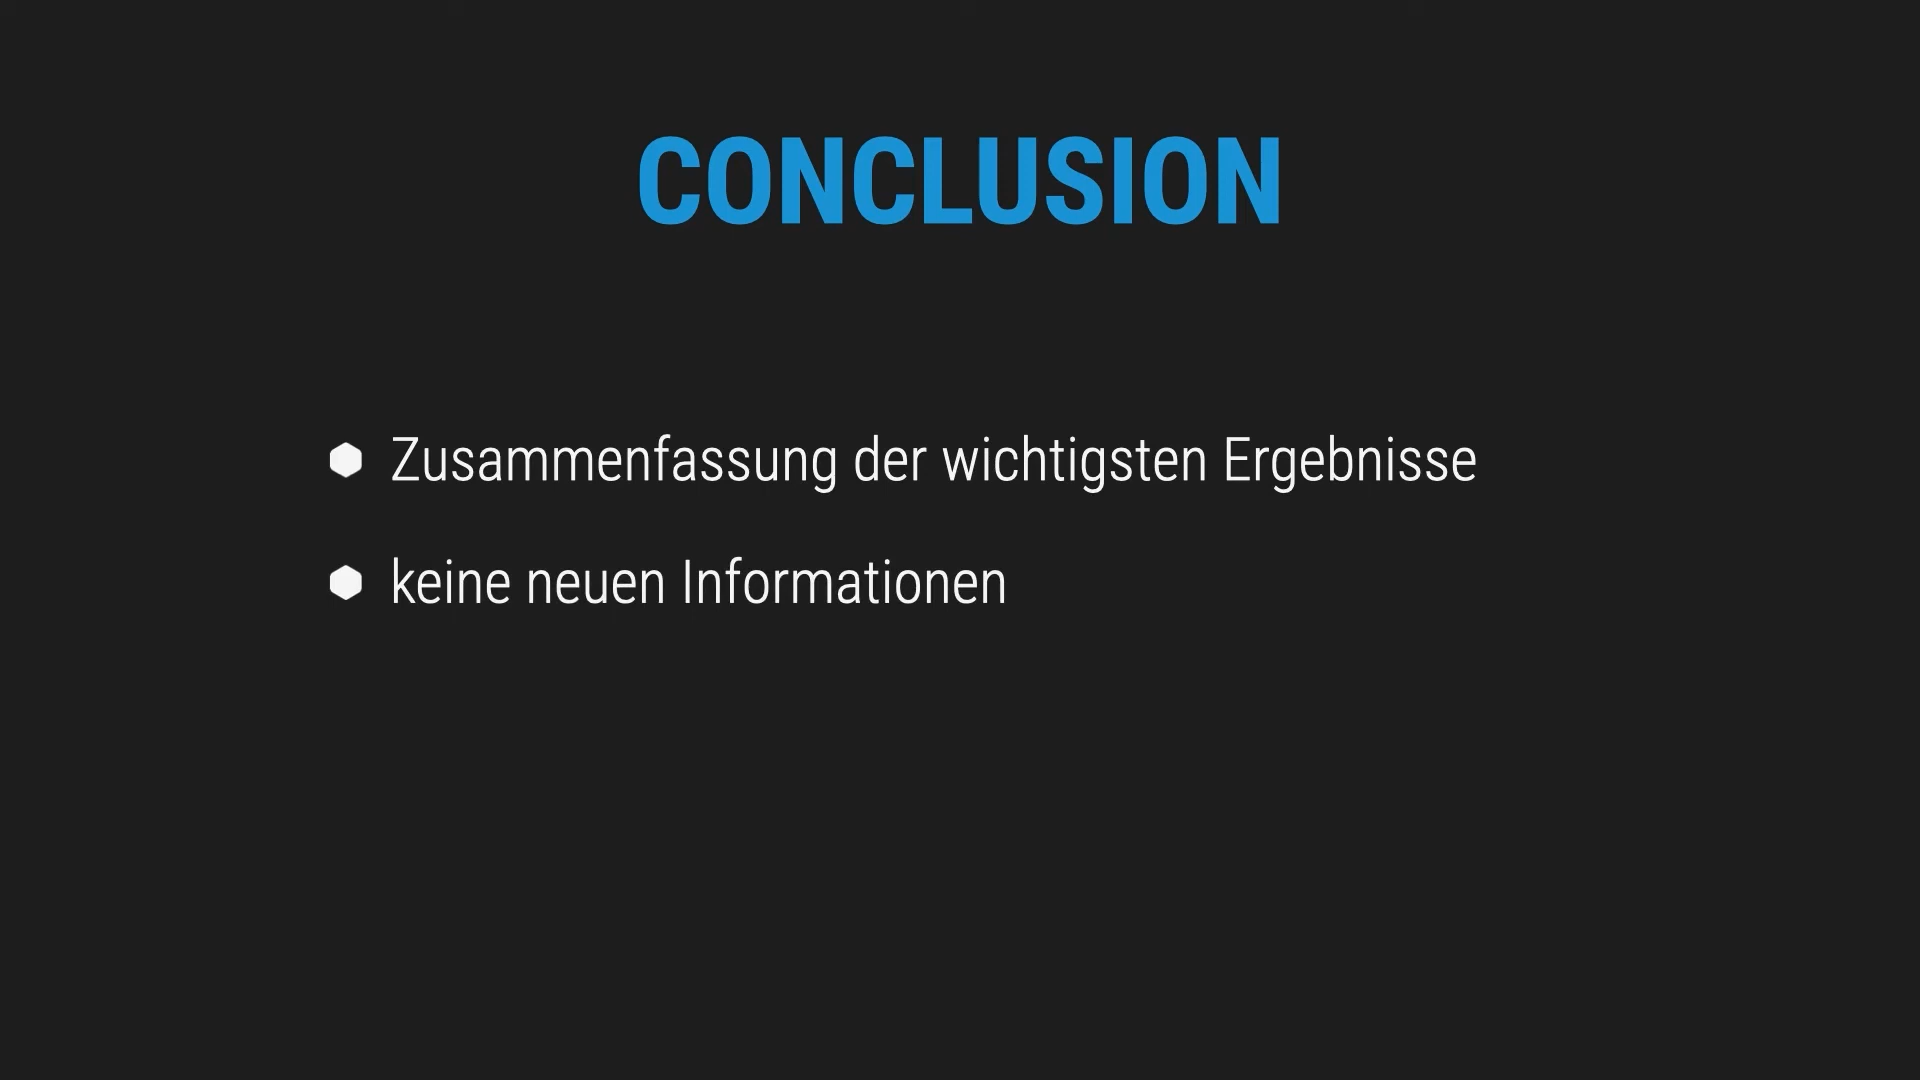 CONCLUSION
Zusammenfassung der wichtigsten Ergebnisse
keine neuen Informationen